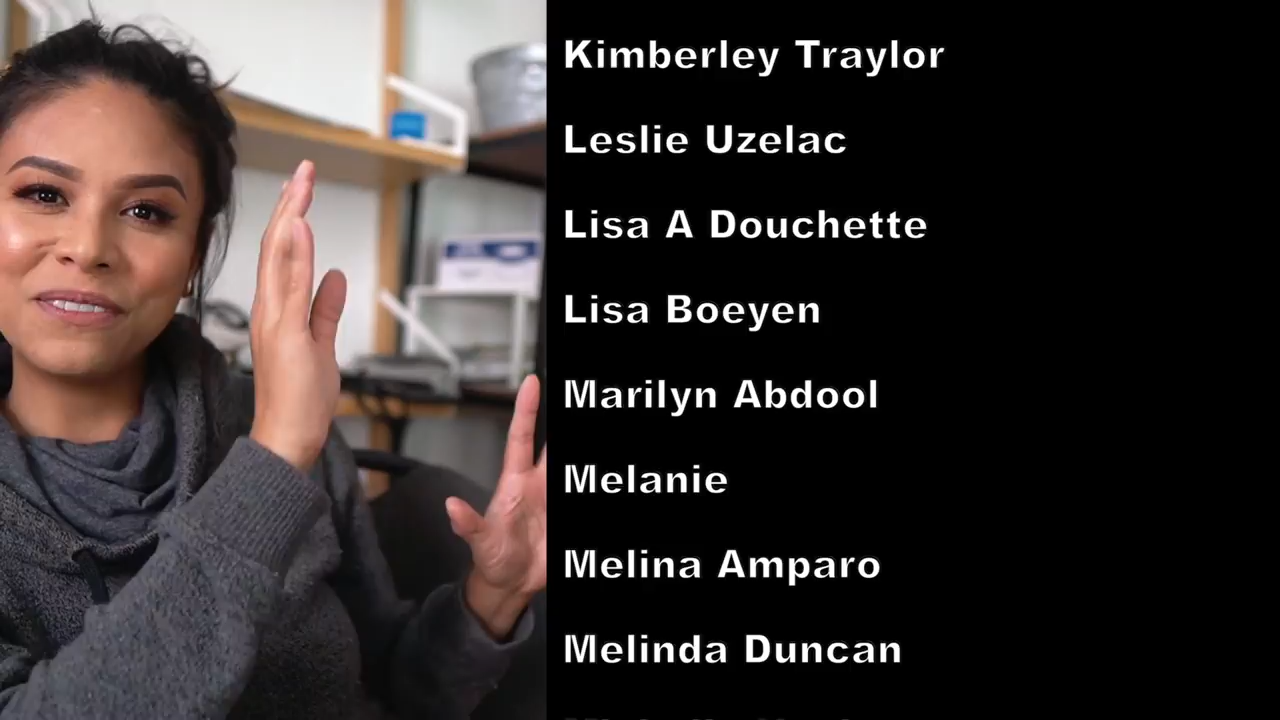 Kimberley Traylor
Leslie Uzelac
Lisa A Douchette
Lisa Boeyen
Marilyn Abdool
Melanie
Melina Amparo
Melinda Duncan